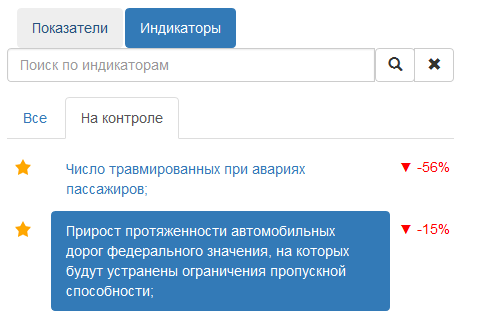 Показатели Индикаторы
Поиск по индикаторам
Все На контроле
Число травмированных при авариях ▼ -56%
пассажиров;
Прирост протяженности автомобильных ▼ -15%
дорог федерального значения, на которых
будут устранены ограничения пропускной
способности;